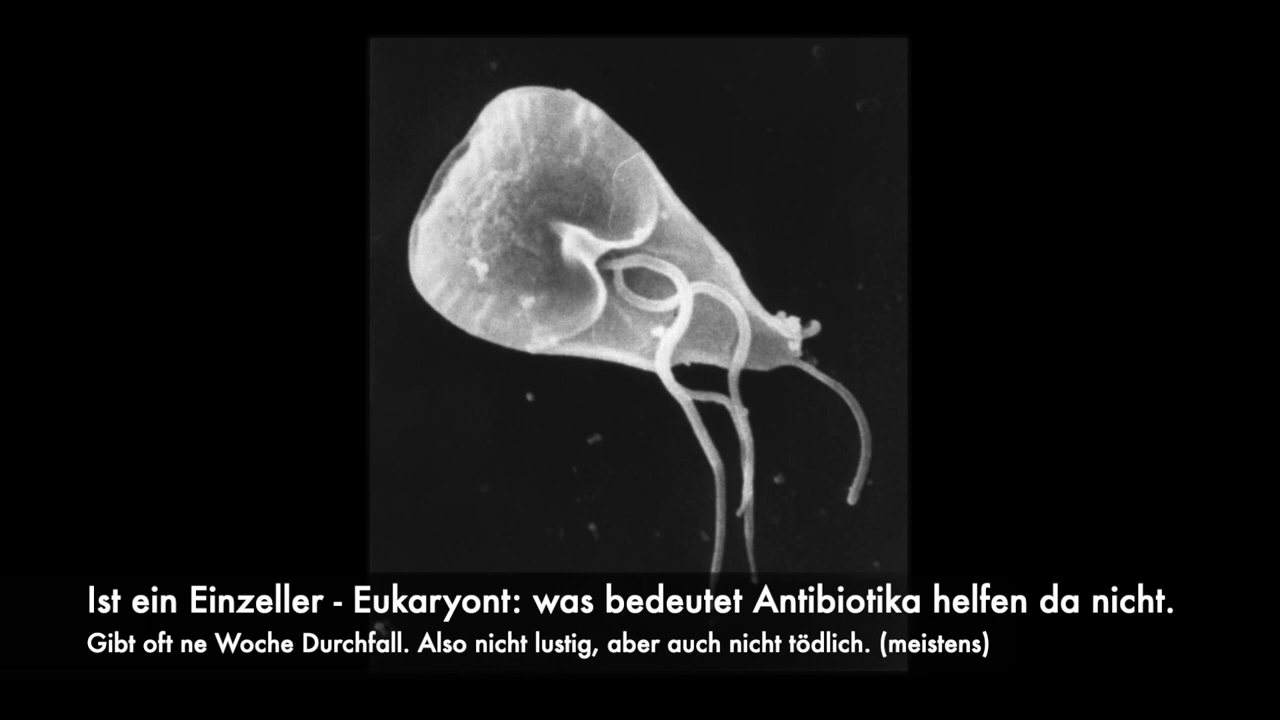 Ist ein Einzeller - Eukaryont: was bedeutet Antibiotika helfen da nicht.
Gibt oft ne Woche Durchfall. Also nicht lustig, aber auch nicht tödlich. (meistens)